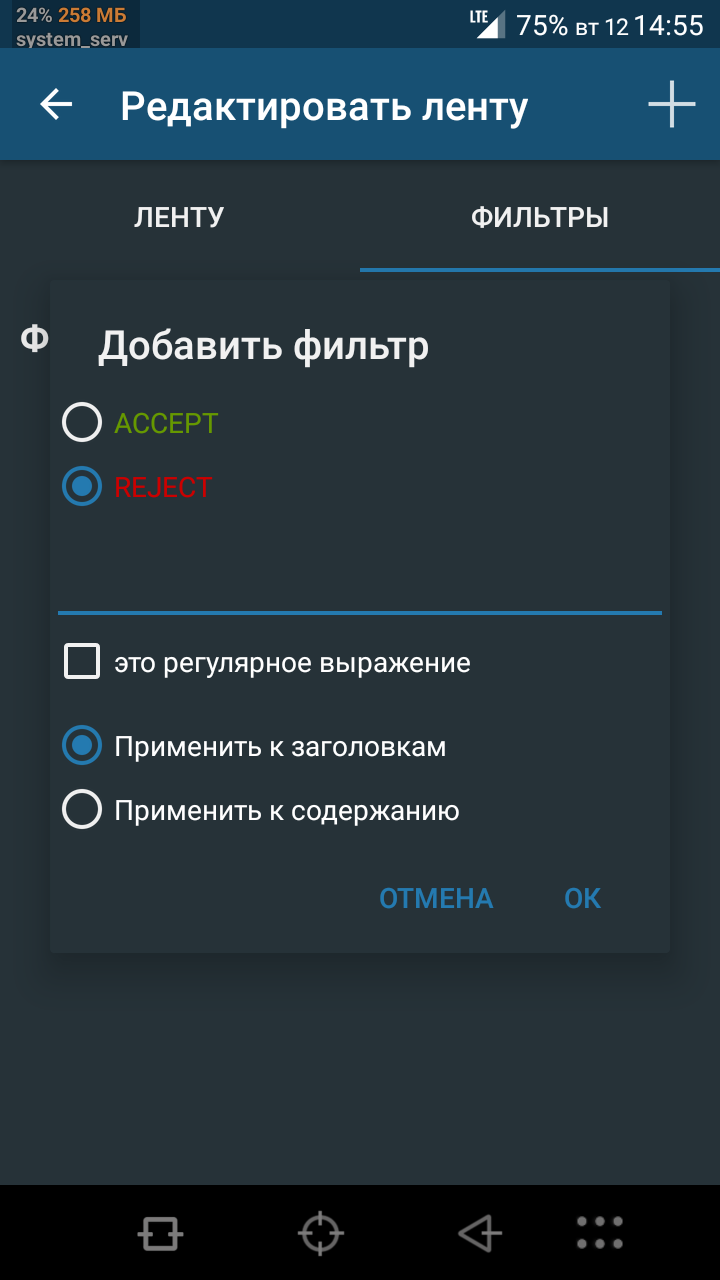 24% 258 МБ
system_serv
LTE 75% вт 12 14:55
Редактировать ленту
ЛЕНТУ
ФИЛЬТРЫ
Ф
Добавить фильтр
ACCEPT
REJECT
это регулярное выражение
Применить к заголовкам
Применить к содержанию
ОТМЕНА
ОК